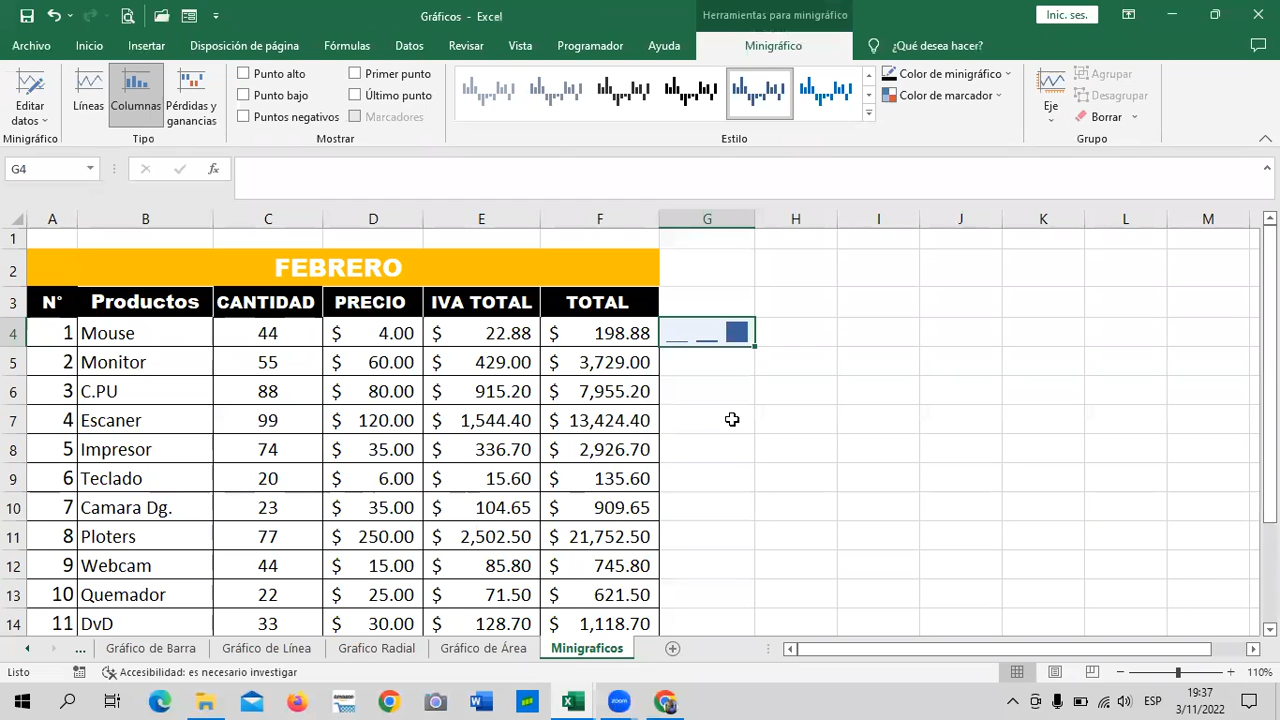 Gráficos - Excel
Herramientas para minigráfico
Inic. ses.
Archivo Inicio Insertar Disposición de página Fórmulas Datos Revisar Vista Programador Ayuda Minigráfico ¿Qué desea hacer?
Editar datos
Líneas
Columnas
Pérdidas y ganancias
Punto alto
Primer punto
Punto bajo
Último punto
Puntos negativos
Marcadores
Color de minigráfico
Color de marcador
Eje
Agrupar
Desagrupar
Borrar
Minigráfico Tipo Mostrar Estilo Grupo
G4 fx
A B C D E F G H I J K L M
1
2 FEBRERO
3 N° Productos CANTIDAD PRECIO IVA TOTAL TOTAL
4 1 Mouse 44 $ 4.00 $ 22.88 $ 198.88
5 2 Monitor 55 $ 60.00 $ 429.00 $ 3,729.00
6 3 C.PU 88 $ 80.00 $ 915.20 $ 7,955.20
7 4 Escaner 99 $ 120.00 $ 1,544.40 $ 13,424.40
8 5 Impresor 74 $ 35.00 $ 336.70 $ 2,926.70
9 6 Teclado 20 $ 6.00 $ 15.60 $ 135.60
10 7 Camara Dg. 23 $ 35.00 $ 104.65 $ 909.65
11 8 Ploters 77 $ 250.00 $ 2,502.50 $ 21,752.50
12 9 Webcam 44 $ 15.00 $ 85.80 $ 745.80
13 10 Quemador 22 $ 25.00 $ 71.50 $ 621.50
14 11 DvD 33 $ 30.00 $ 128.70 $ 1,118.70
... Gráfico de Barra Gráfico de Línea Grafico Radial Gráfico de Área Minigraficos
Listo Accesibilidad: es necesario investigar 110%
zoom
ESP
19:37
3/11/2022